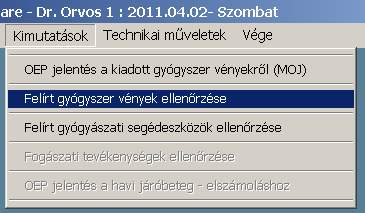 are - Dr. Orvos 1 : 2011.04.02- Szombat
Kimutatások Technikai műveletek Vége
OEP jelentés a kiadott gyógyszer vényekről (MOJ)
Felírt gyógyszer vények ellenőrzése
Felírt gyógyászati segédeszközök ellenőrzése
Fogászati tevékenységek ellenőrzése
OEP jelentés a havi járóbeteg - elszámoláshoz